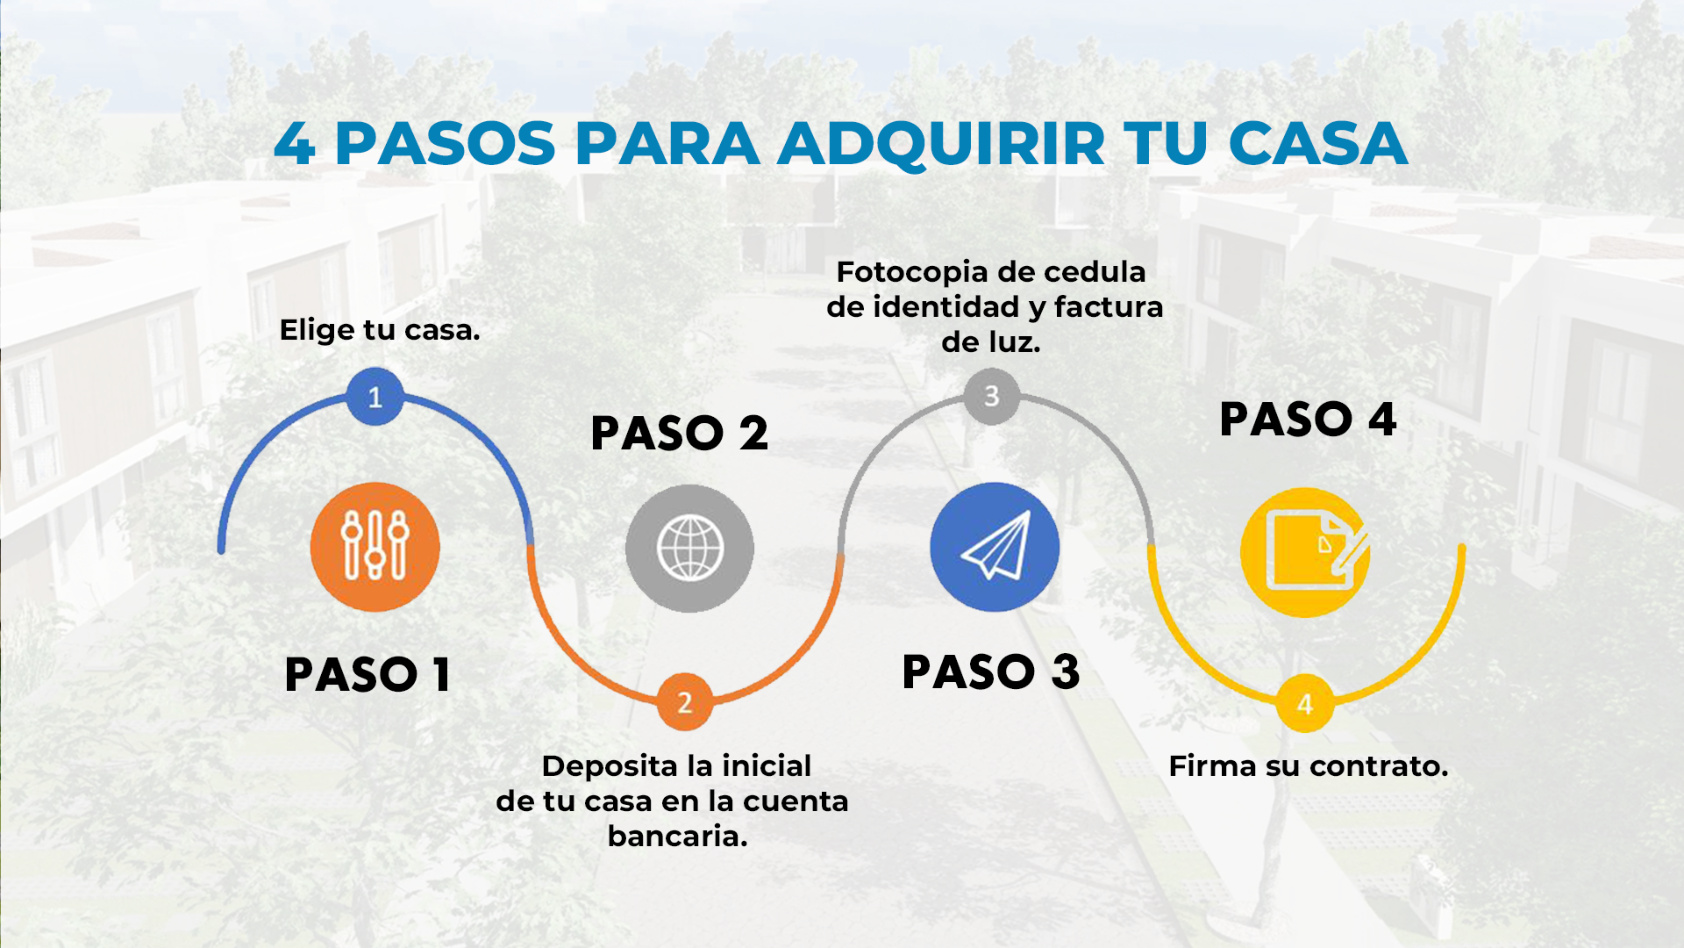 4 PASOS PARA ADQUIRIR TU CASA
Elige tu casa.
1
PASO 1
PASO 2
2
Deposita la inicial
de tu casa en la cuenta
bancaria.
Fotocopia de cedula
de identidad y factura
de luz.
3
PASO 3
PASO 4
4
Firma su contrato.